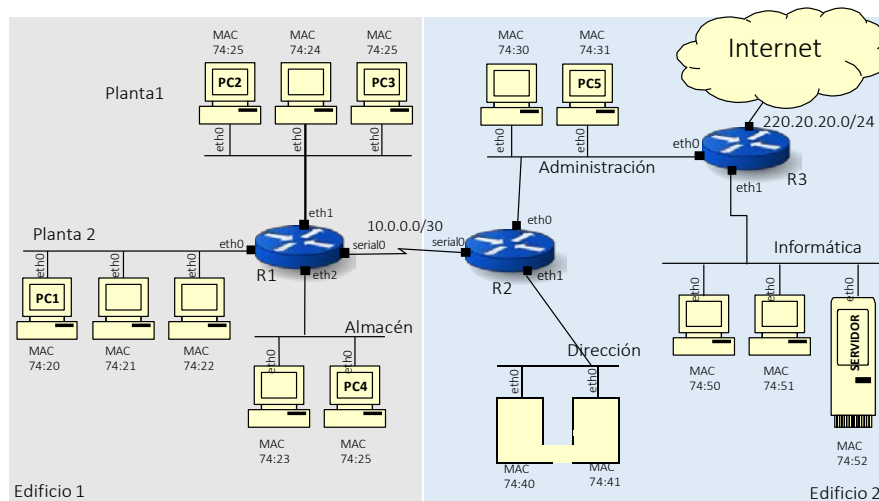 MAC
74:25
MAC
74:24
MAC
74:25
Planta1
PC2
PC3
eth0
eth0
eth0
MAC
74:30
MAC
74:31
PC5
eth0
eth0
Internet
220.20.20.0/24
eth0
Administración
R3
eth1
Planta 2
eth1
eth0
serial0
eth2
R1
10.0.0.0/30
serial0
eth0
eth1
R2
Informática
eth0
eth0
eth0
PC1
MAC
74:20
MAC
74:21
MAC
74:22
Almacén
eth0
eth0
PC4
MAC
74:23
MAC
74:25
Dirección
eth0
eth0
MAC
74:40
MAC
74:41
eth0
eth0
eth0
SERVIDOR
MAC
74:50
MAC
74:51
MAC
74:52
Edificio 1
Edificio 2